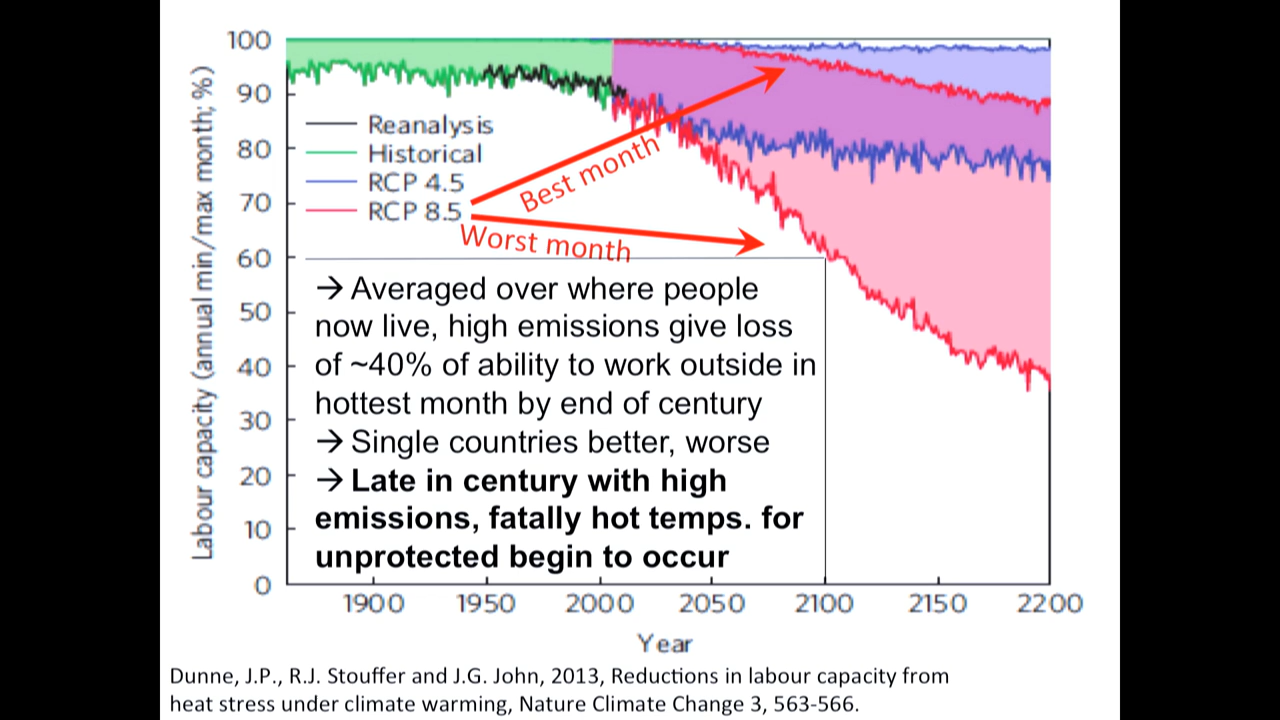 Labour capacity (annual min/max month; %)
100
90
80
70
60
50
40
30
20
10
0
Reanalysis
Historical
RCP 4.5
RCP 8.5
Best month
Worst month
→ Averaged over where people
now live, high emissions give loss
of ~40% of ability to work outside in
hottest month by end of century
→ Single countries better, worse
→ Late in century with high
emissions, fatally hot temps. for
unprotected begin to occur
1900 1950 2000 2050 2100 2150 2200
Year
Dunne, J.P., R.J. Stouffer and J.G. John, 2013, Reductions in labour capacity from
heat stress under climate warming, Nature Climate Change 3, 563-566.